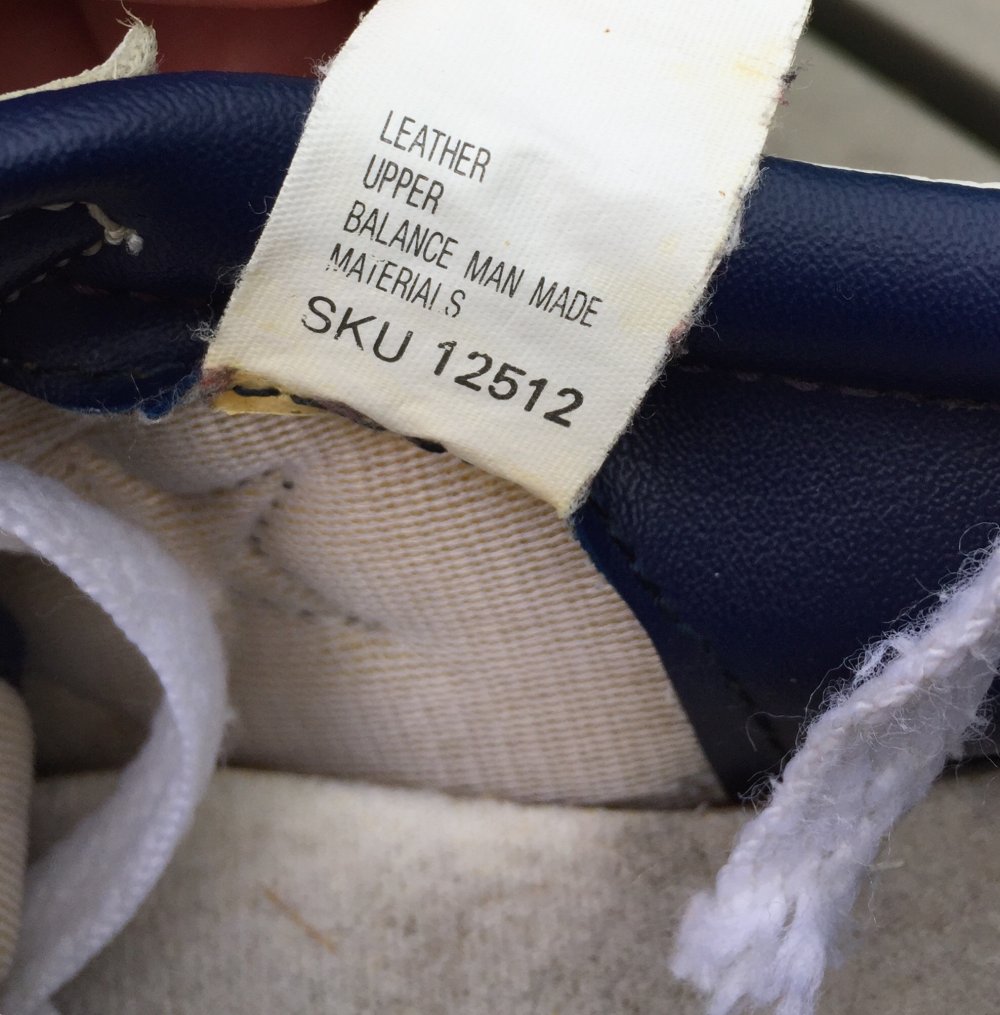 LEATHER
UPPER
BALANCE MAN MADE
MATERIALS
SKU 12512